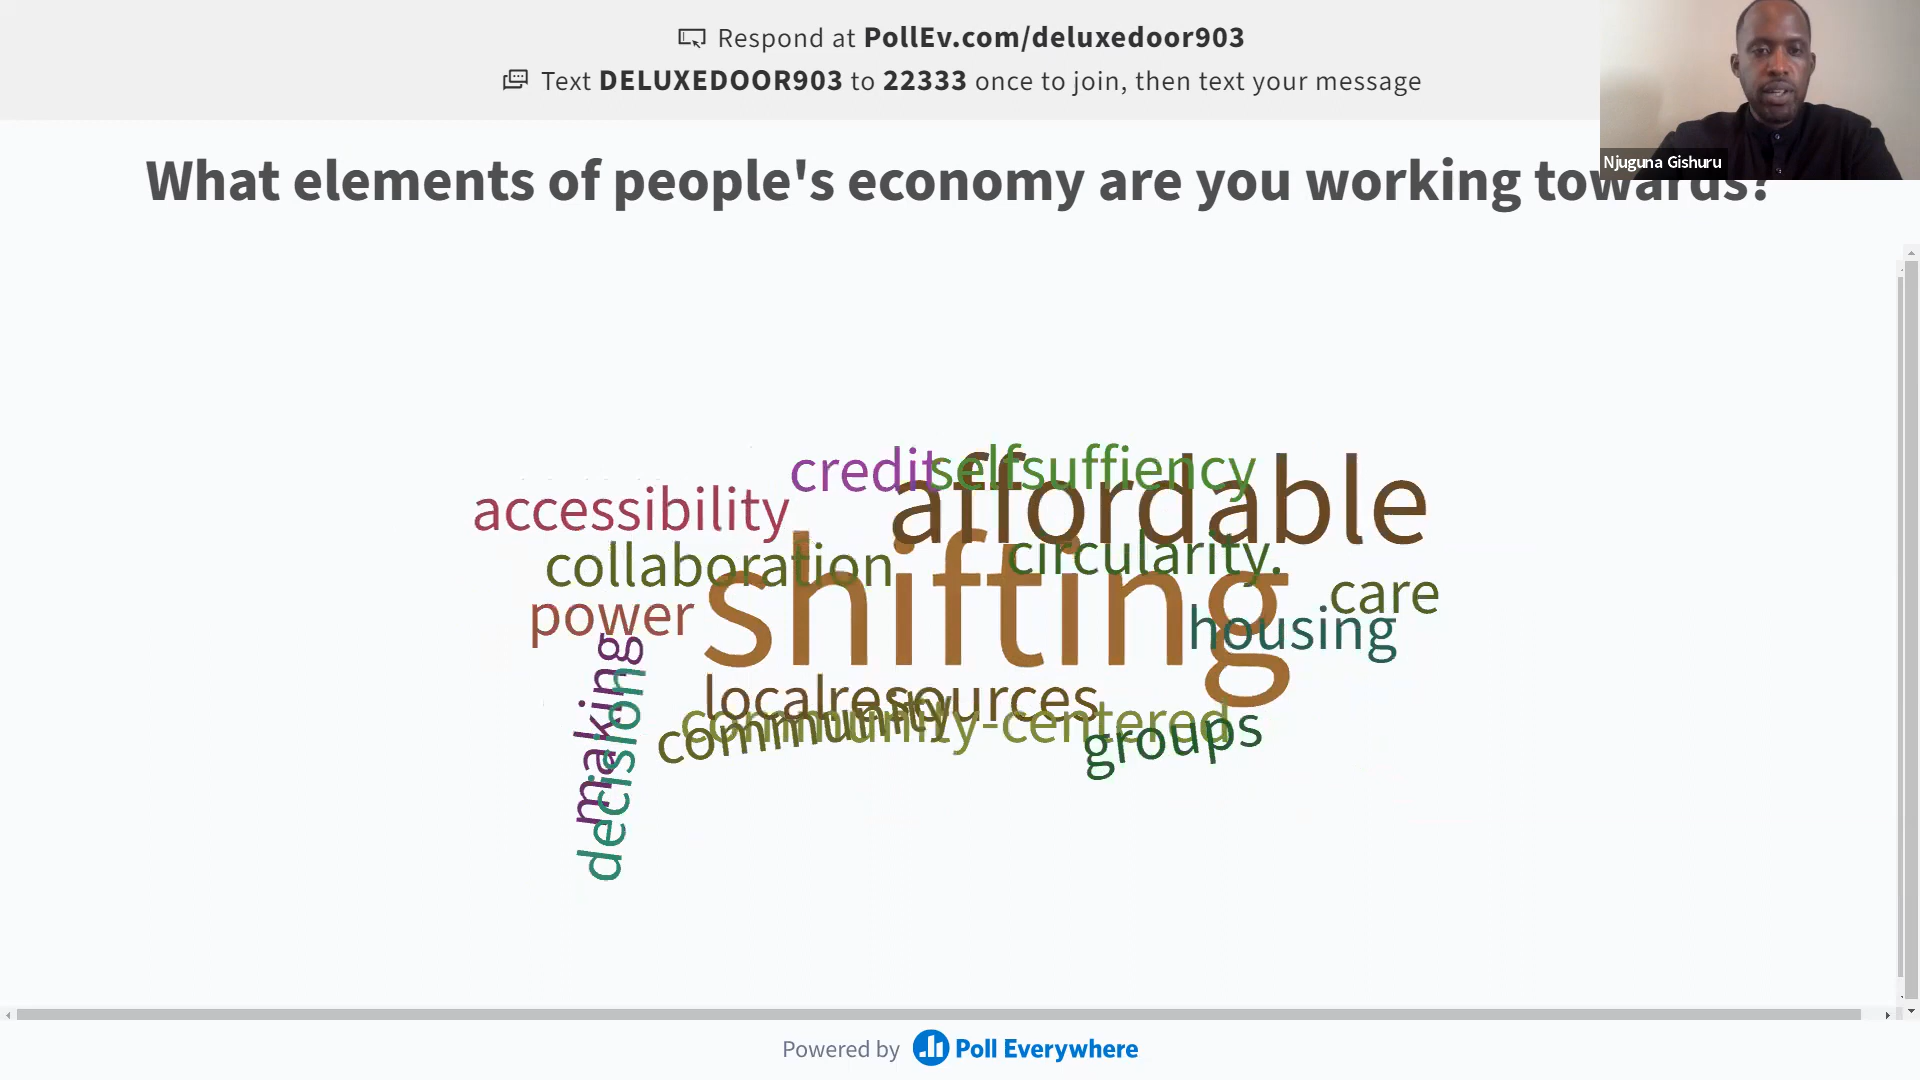 Respond at PollEv.com/deluxedoor903
Text DELUXEDOOR903 to 22333 once to join, then text your message
Njuguna Gishuru
What elements of people's economy are you working towards?
credit
selfsuffiency
affordable
accessibility
collaboration
circularity.
shifting
care
power
housing
making
decision
localresources
community-centered
community
groups
Powered by Poll Everywhere